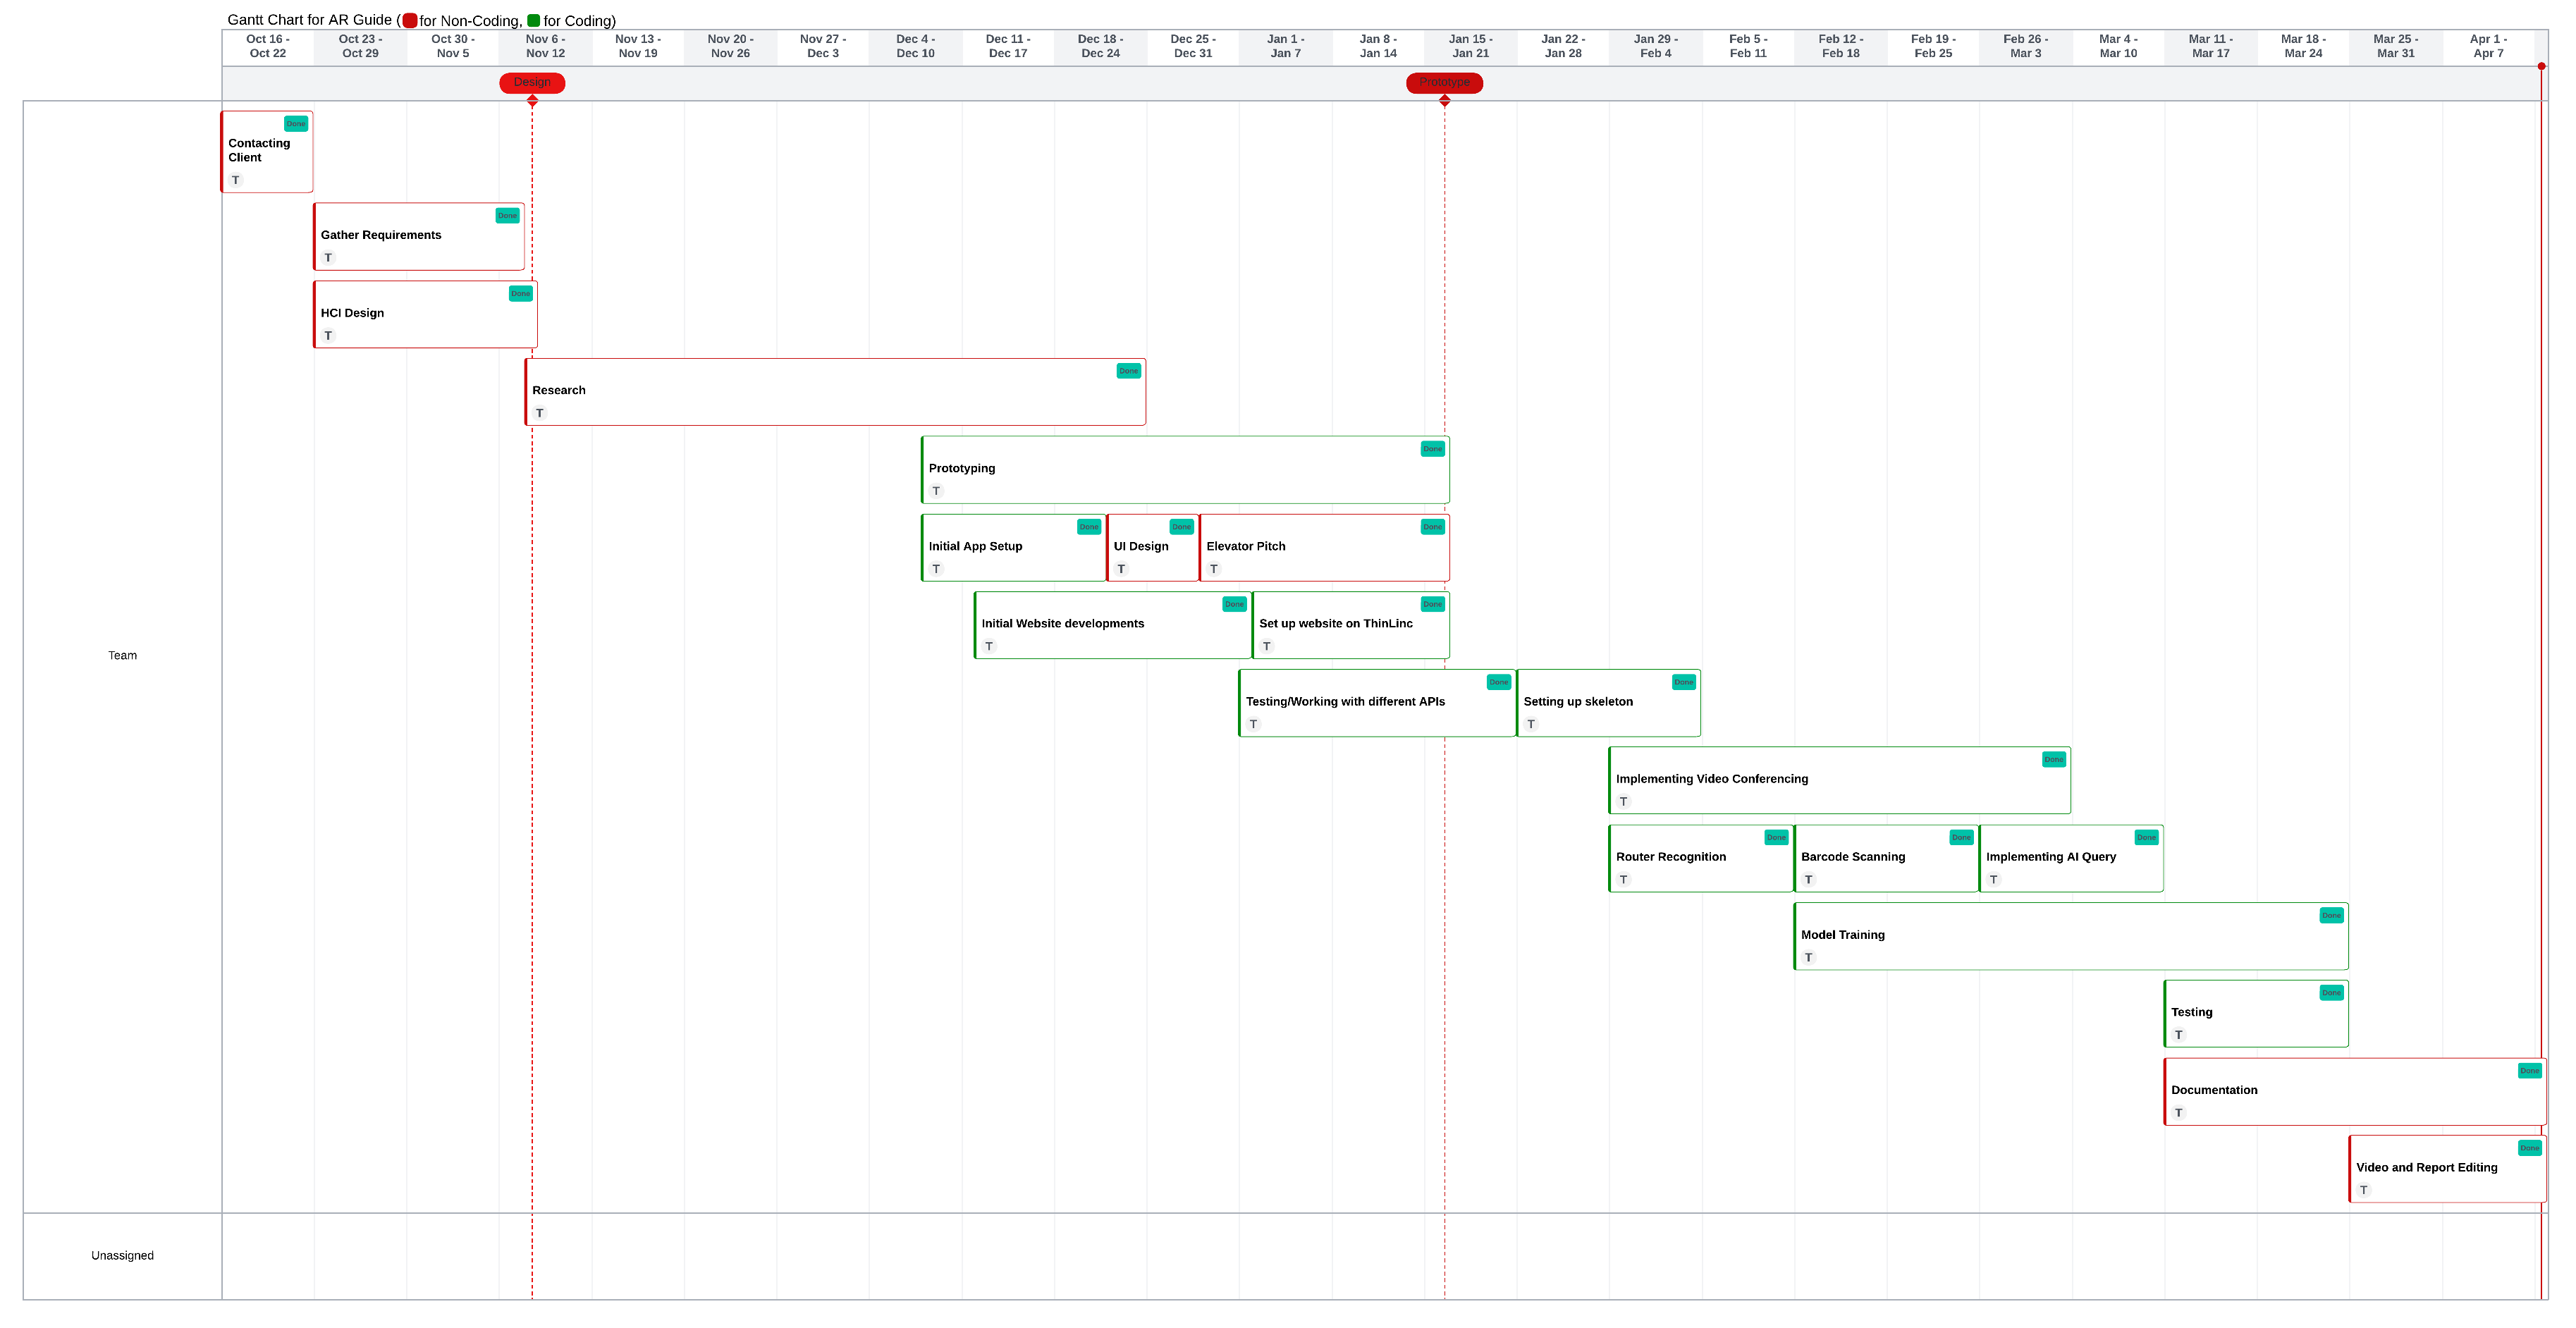 Gantt Chart for AR Guide ( for Non-Coding, for Coding)
Oct 16 -
Oct 22
Oct 23 -
Oct 29
Oct 30 -
Nov 5
Nov 6 -
Nov 12
Nov 13 -
Nov 19
Nov 20 -
Nov 26
Nov 27 -
Dec 3
Dec 4 -
Dec 10
Dec 11 -
Dec 17
Dec 18 -
Dec 24
Dec 25 -
Dec 31
Jan 1 -
Jan 7
Jan 8 -
Jan 14
Jan 15 -
Jan 21
Jan 22 -
Jan 28
Jan 29 -
Feb 4
Feb 5 -
Feb 11
Feb 12 -
Feb 18
Feb 19 -
Feb 25
Feb 26 -
Mar 3
Mar 4 -
Mar 10
Mar 11 -
Mar 17
Mar 18 -
Mar 24
Mar 25 -
Mar 31
Apr 1 -
Apr 7
Design
Prototype
Team
Done
Contacting
Client
T
Done
Gather Requirements
T
Done
HCI Design
T
Done
Research
T
Done
Prototyping
T
Done
Initial App Setup
T
Done
UI Design
T
Done
Elevator Pitch
T
Done
Initial Website developments
T
Done
Set up website on ThinLinc
T
Done
Testing/Working with different APIs
T
Done
Setting up skeleton
T
Done
Implementing Video Conferencing
T
Done
Router Recognition
T
Done
Barcode Scanning
T
Done
Implementing AI Query
T
Done
Model Training
T
Done
Testing
T
Done
Documentation
T
Done
Video and Report Editing
T
Unassigned